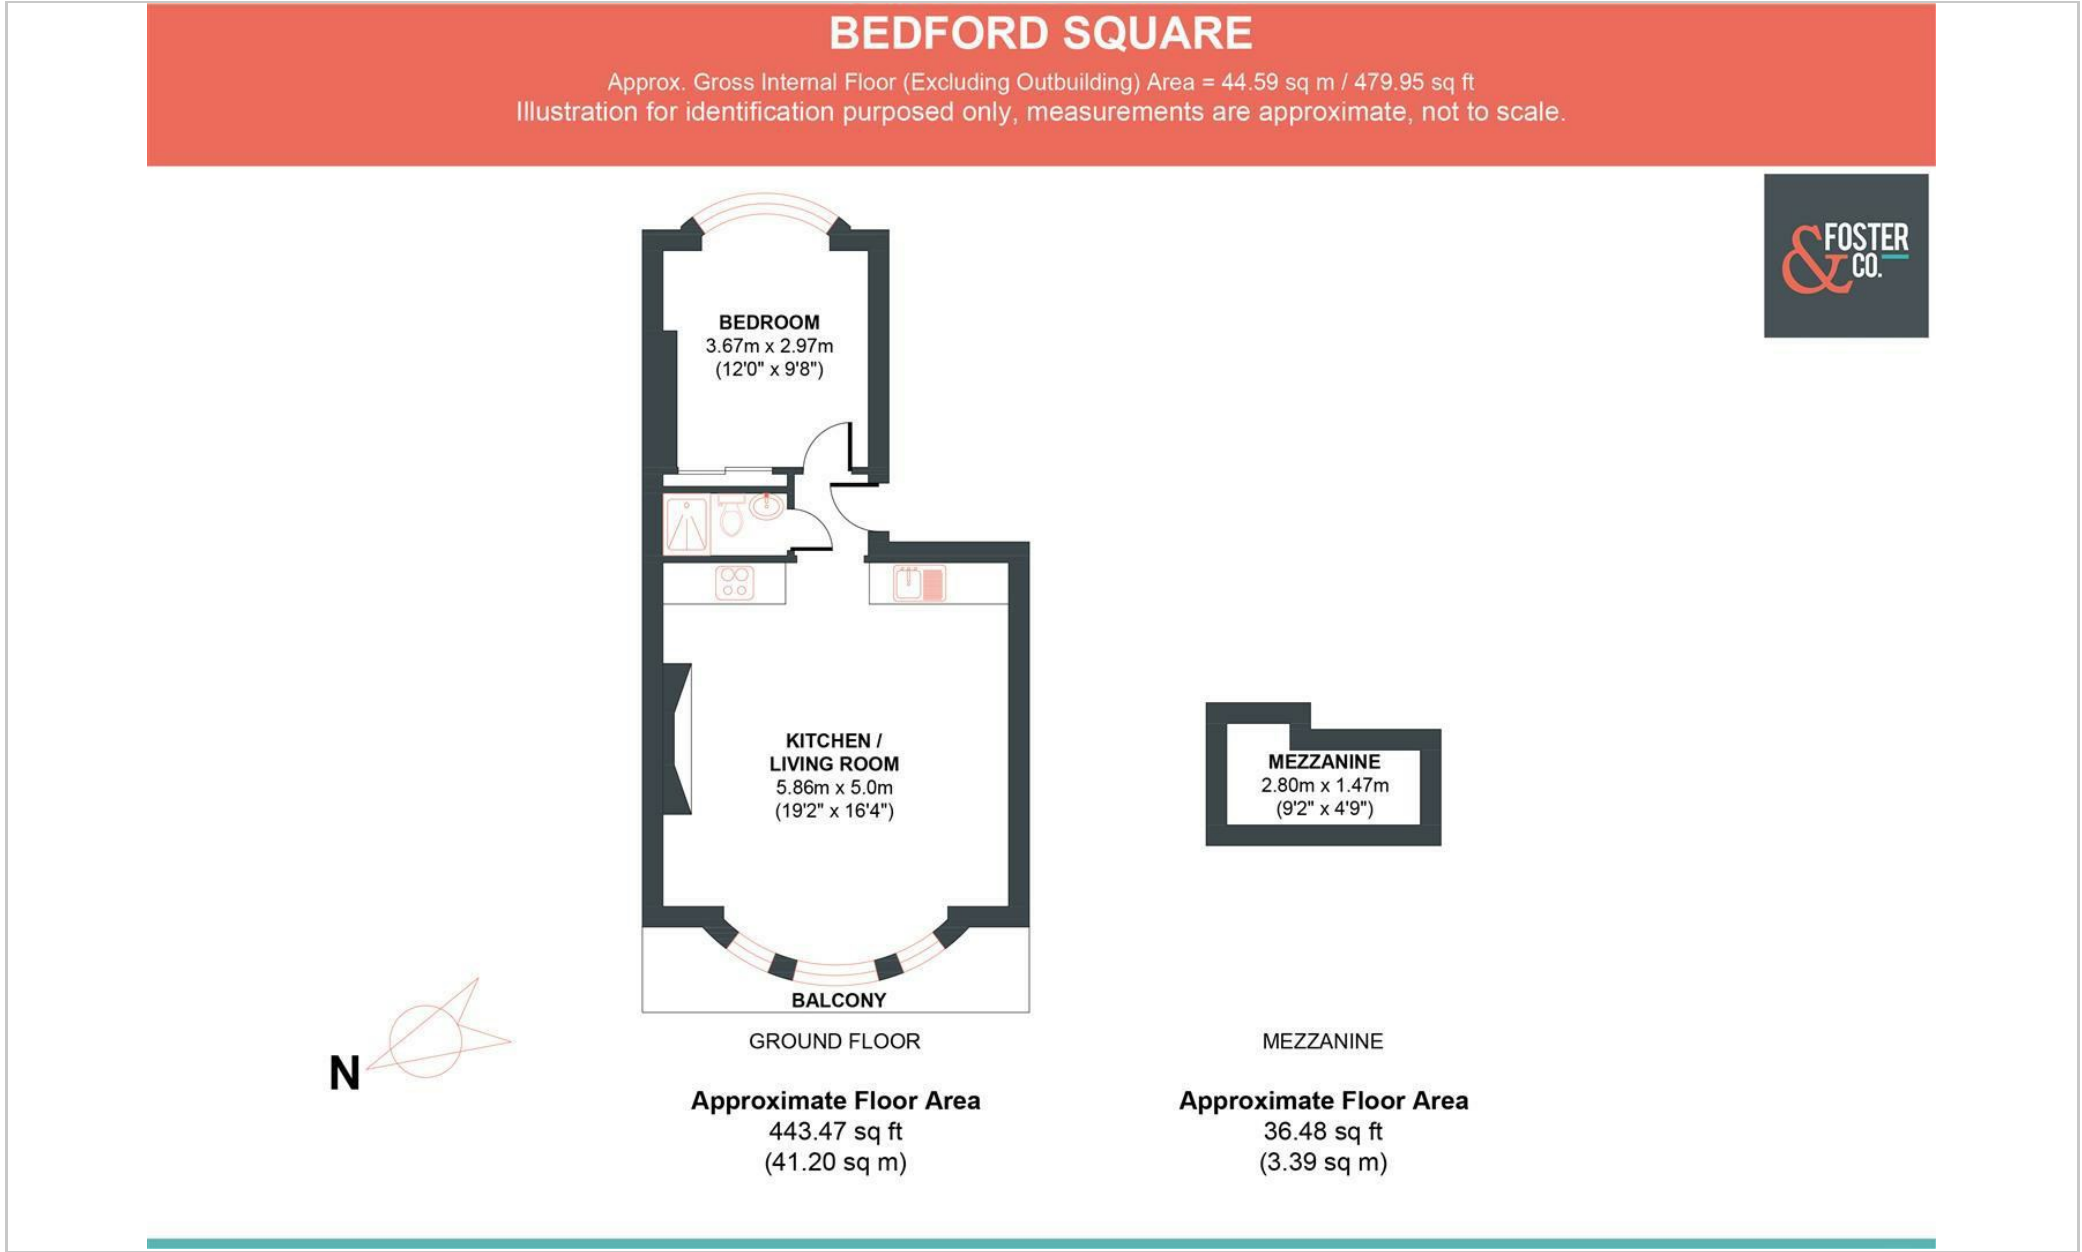 BEDFORD SQUARE
Approx. Gross Internal Floor (Excluding Outbuilding) Area = 44.59 sq m / 479.95 sq ft
Illustration for identification purposed only, measurements are approximate, not to scale.
& FOSTER
CO.
BEDROOM
3.67m x 2.97m
(12'0" x 9'8")
KITCHEN /
LIVING ROOM
5.86m x 5.0m
(19'2" x 16'4")
MEZZANINE
2.80m x 1.47m
(9'2" x 4'9")
BALCONY
N
GROUND FLOOR
Approximate Floor Area
443.47 sq ft
(41.20 sq m)
MEZZANINE
Approximate Floor Area
36.48 sq ft
(3.39 sq m)